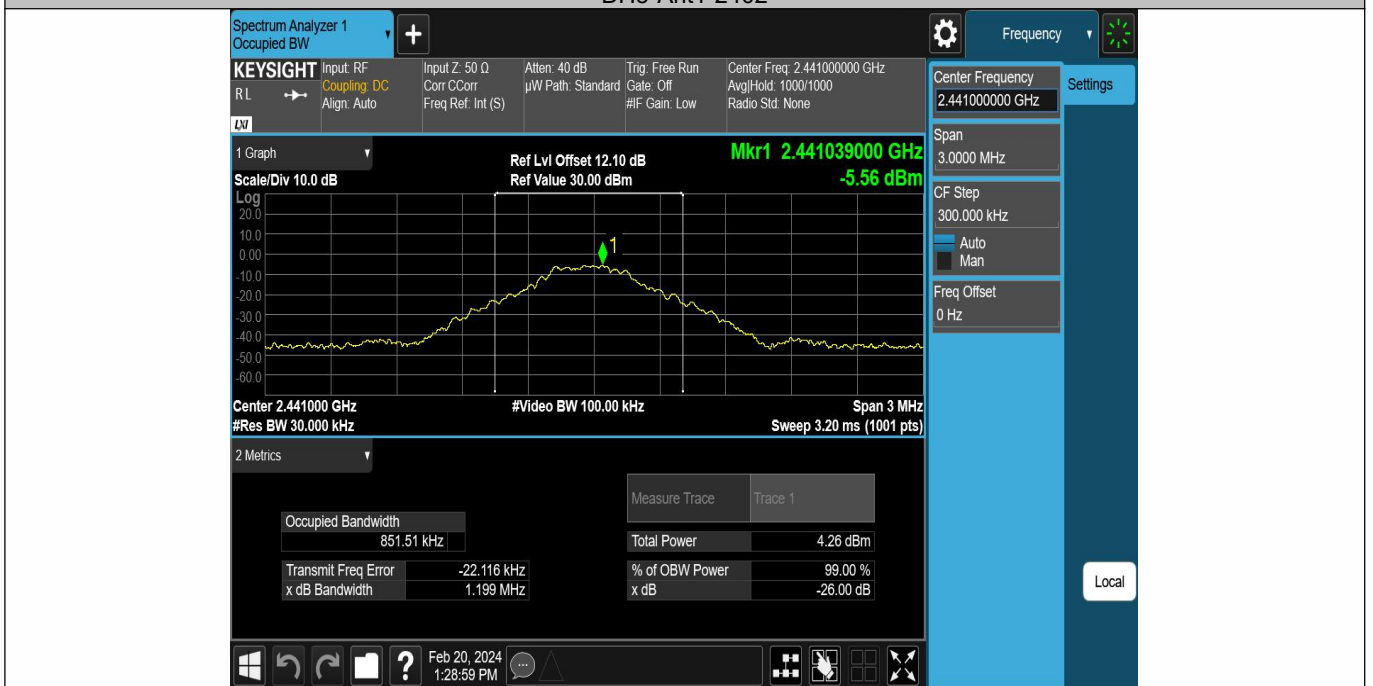 Spectrum Analyzer 1
Occupied BW
Frequency
KEYSIGHT
R L
LXI
Input: RF
Coupling: DC
Align: Auto
Input Z: 50 Ω
Corr CCorr
Freq Ref: Int (S)
Atten: 40 dB
µW Path: Standard
Trig: Free Run
Gate: Off
#IF Gain: Low
Center Freq: 2.441000000 GHz
Avg|Hold: 1000/1000
Radio Std: None
Center Frequency
2.441000000 GHz
Settings
Span
3.0000 MHz
CF Step
300.000 kHz
Auto
Man
Freq Offset
0 Hz
Local
1 Graph
Scale/Div 10.0 dB
Ref Lvl Offset 12.10 dB
Ref Value 30.00 dBm
Mkr1 2.441039000 GHz
-5.56 dBm
Log
20.0
10.0
0.00
-10.0
-20.0
-30.0
-40.0
-50.0
-60.0
1
Center 2.441000 GHz
#Res BW 30.000 kHz
#Video BW 100.00 kHz
Span 3 MHz
Sweep 3.20 ms (1001 pts)
2 Metrics
Measure Trace Trace 1
Occupied Bandwidth
851.51 kHz
Total Power 4.26 dBm
Transmit Freq Error -22.116 kHz
% of OBW Power 99.00 %
x dB Bandwidth 1.199 MHz
x dB -26.00 dB
?
Feb 20, 2024
1:28:59 PM